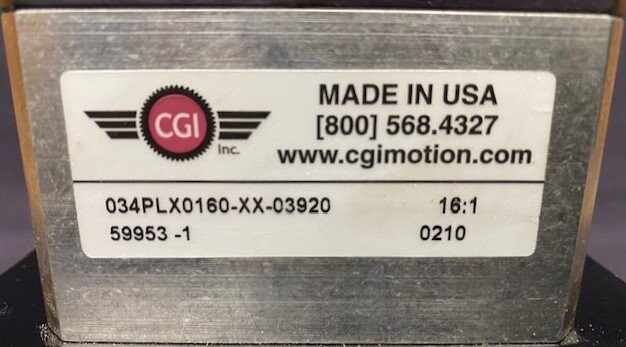 CGI
Inc.
MADE IN USA
[800] 568.4327
www.cgimotion.com
034PLX0160-XX-03920 16:1
59953 -1 0210